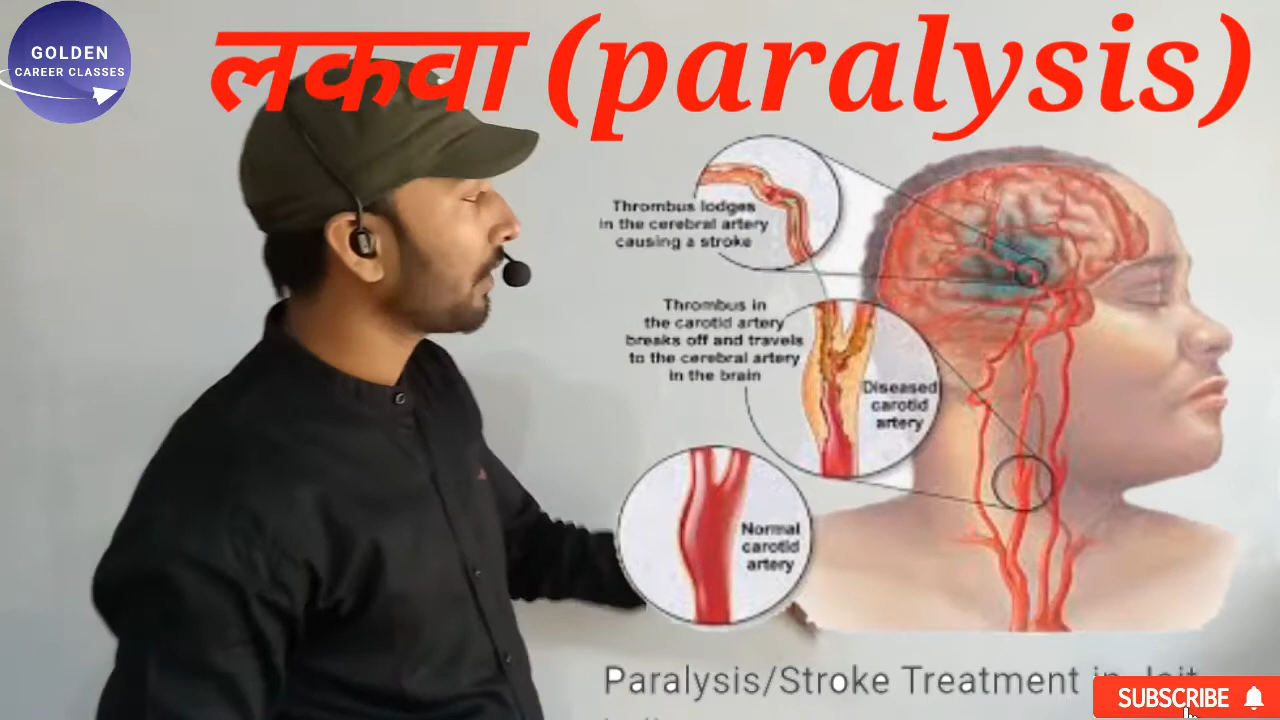 GOLDEN
CAREER CLASSES
लकवा (paralysis)
Thrombus lodges
in the cerebral artery
causing a stroke
Thrombus in
the carotid artery
breaks off and travels
to the cerebral artery
in the brain
Diseased
carotid
artery
Normal
carotid
artery
Paralysis/Stroke Treatment in
SUBSCRIBE